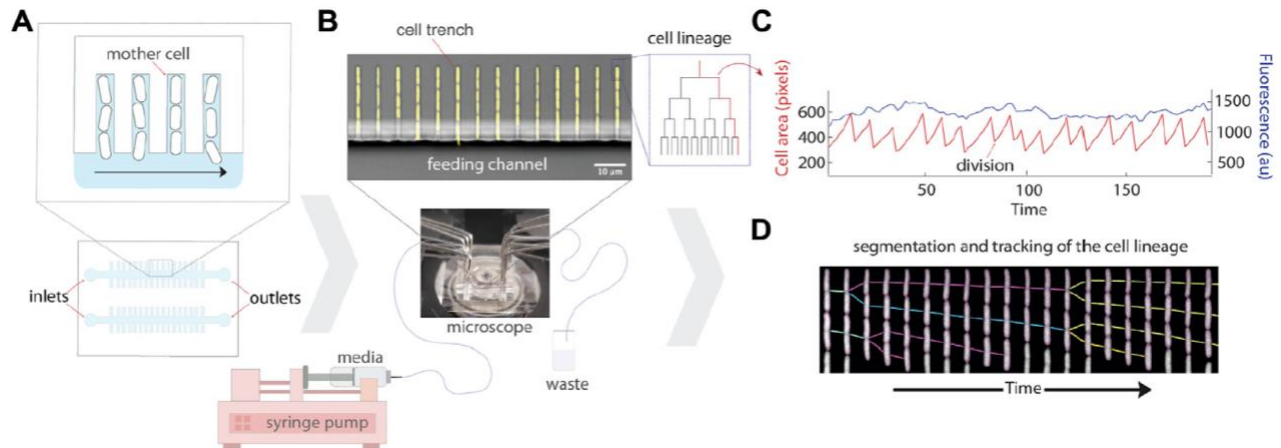 A
mother cell
inlets
outlets
B
cell trench
feeding channel
10 μm
cell lineage
microscope
media
syringe pump
waste
C
Cell area (pixels)
600
400
200
division
50
100
150
Time
1500
1000
500
Fluorescence (au)
D
segmentation and tracking of the cell lineage
Time